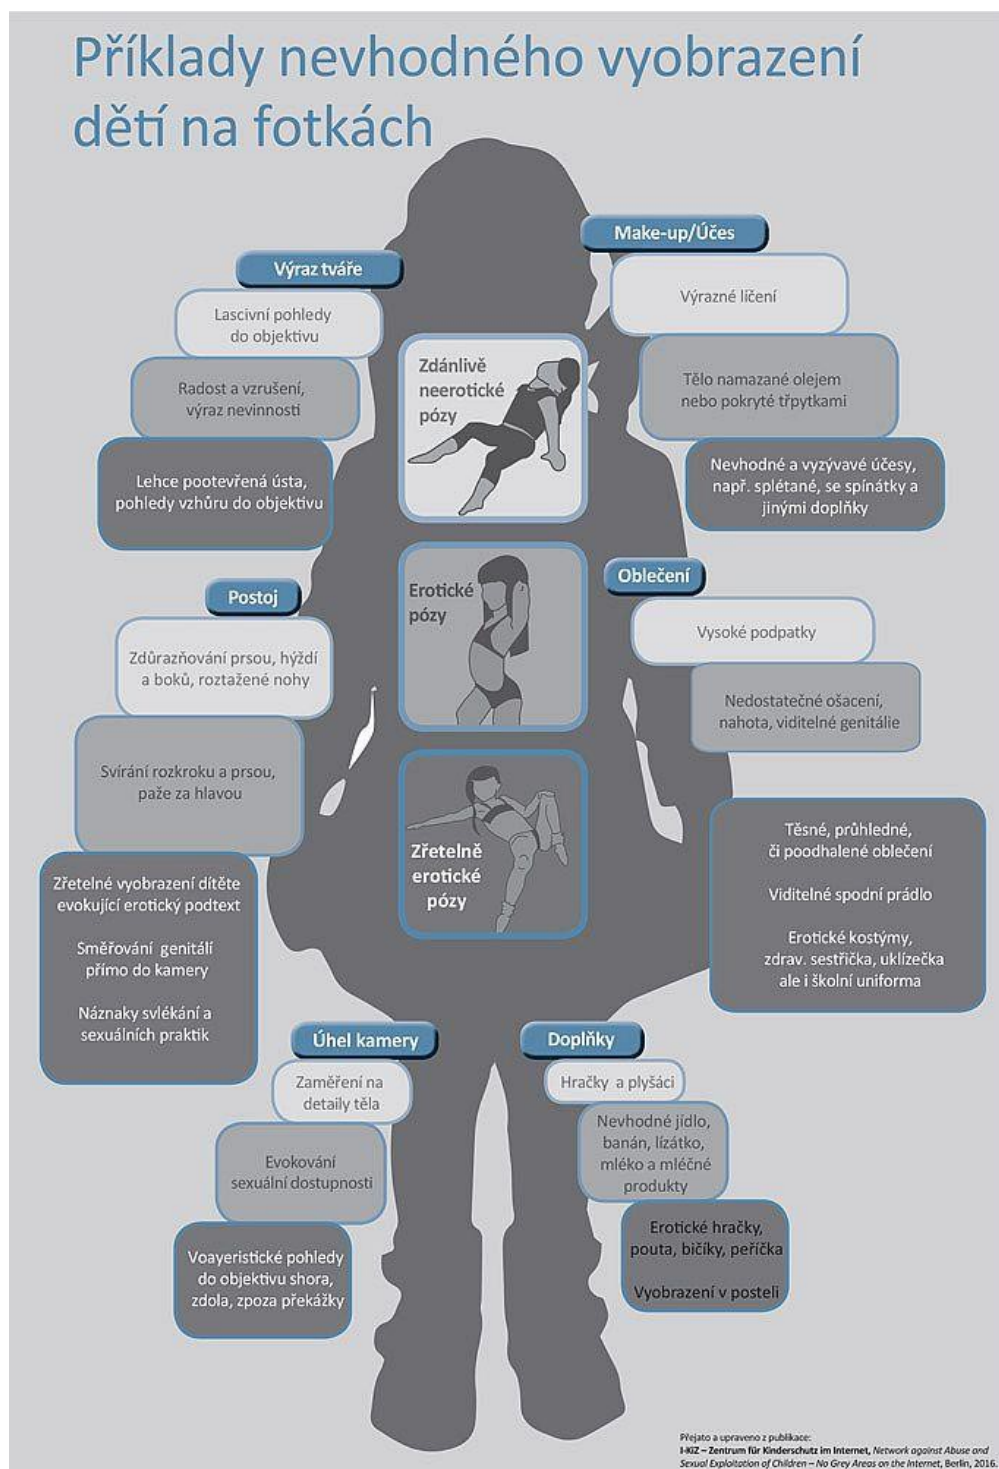 Příklady nevhodného vyobrazení
dětí na fotkách
Make-up/Účes
Výrazné líčení
Tělo namazané olejem
nebo pokryté třpytkami
Nevhodné a vyzývavé účesy,
např. splétané, se spínátky a
jinými doplňky
Výraz tváře
Lascivní pohledy
do objektivu
Radost a vzrušení,
výraz nevinnosti
Lehce pootevřená ústa,
pohledy vzhůru do objektivu
Zdánlivě
neerotické
pózy
Erotické
pózy
Zřetelně
erotické
pózy
Postoj
Zdůrazňování prsou, hýždí
a boků, roztažené nohy
Svírání rozkroku a prsou,
paže za hlavou
Zřetelné vyobrazení dítěte
evokující erotický podtext
Směřování genitálí
přímo do kamery
Náznaky svlékání a
sexuálních praktik
Oblečení
Vysoké podpatky
Nedostatečné ošacení,
nahota, viditelné genitálie
Těsné, průhledné,
či poodhalené oblečení
Viditelné spodní prádlo
Erotické kostýmy,
zdrav. sestřička, uklízečka
ale i školní uniforma
Úhel kamery
Zaměření na
detaily těla
Evokování
sexuální dostupnosti
Voayeristické pohledy
do objektivu shora,
zdola, zpoza překážky
Doplňky
Hračky a plyšáci
Nevhodné jídlo,
banán, lízátko,
mléko a mléčné
produkty
Erotické hračky,
pouta, bičíky, peříčka
Vyobrazení v posteli
Přejato a upraveno z publikace:
I-KiZ – Zentrum für Kinderschutz im Internet, Network against Abuse and
Sexual Exploitation of Children – No Grey Areas on the Internet, Berlin, 2016.